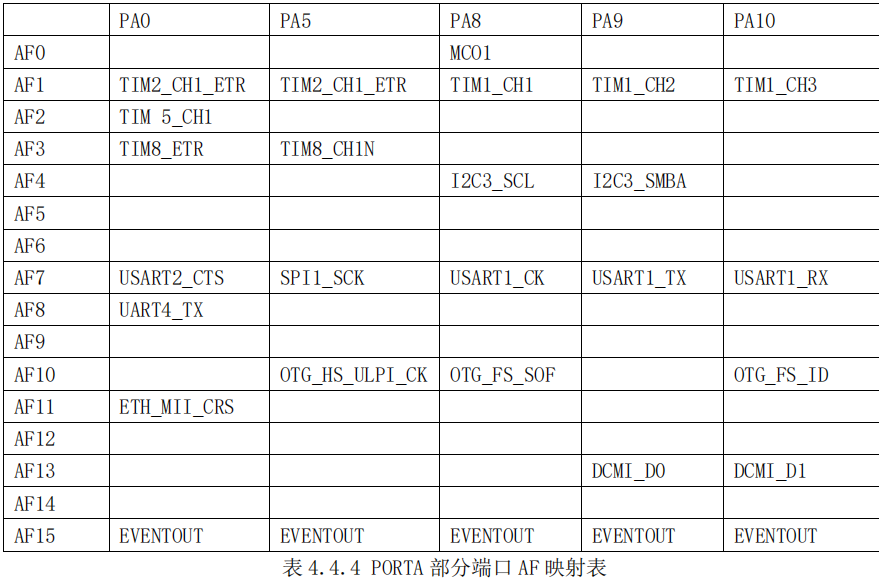 PA0 PA5 PA8 PA9 PA10
AF0 MCO1
AF1 TIM2_CH1_ETR TIM2_CH1_ETR TIM1_CH1 TIM1_CH2 TIM1_CH3
AF2 TIM 5_CH1
AF3 TIM8_ETR TIM8_CH1N
AF4 I2C3_SCL I2C3_SMBA
AF5
AF6
AF7 USART2_CTS SPI1_SCK USART1_CK USART1_TX USART1_RX
AF8 UART4_TX
AF9
AF10 OTG_HS_ULPI_CK OTG_FS_SOF OTG_FS_ID
AF11 ETH_MII_CRS
AF12
AF13 DCMI_D0 DCMI_D1
AF14
AF15 EVENTOUT EVENTOUT EVENTOUT EVENTOUT EVENTOUT
表 4.4.4 PORTA 部分端口 AF 映射表